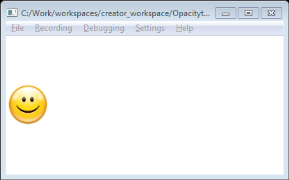 C:/Work/workspaces/creator_workspace/Opacityt...
File Recording Debugging Settings Help